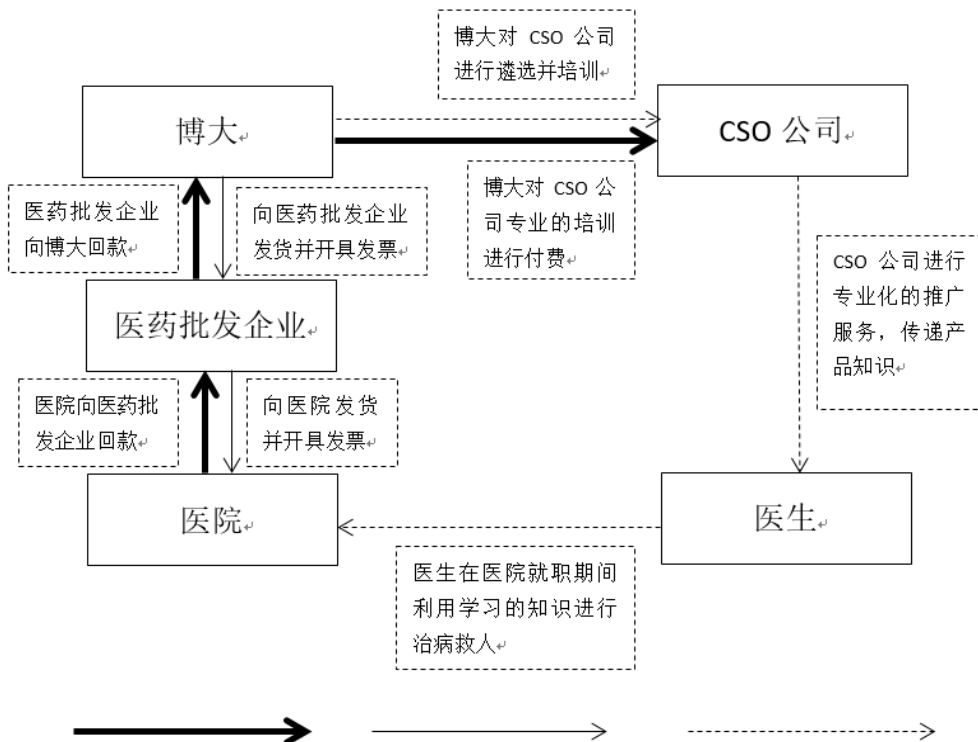 博大对 CSO 公司
进行遴选并培训
博大
CSO 公司
医药批发企业
向博大回款
向医药批发企业
发货并开具发票
博大对 CSO 公
司专业的培训
进行付费
CSO 公司进行
专业化的推广
服务，传递产
品知识
医药批发企业
医院向医药批
发企业回款
向医院发货
并开具发票
医院
医生
医生在医院就职期间
利用学习的知识进行
治病救人